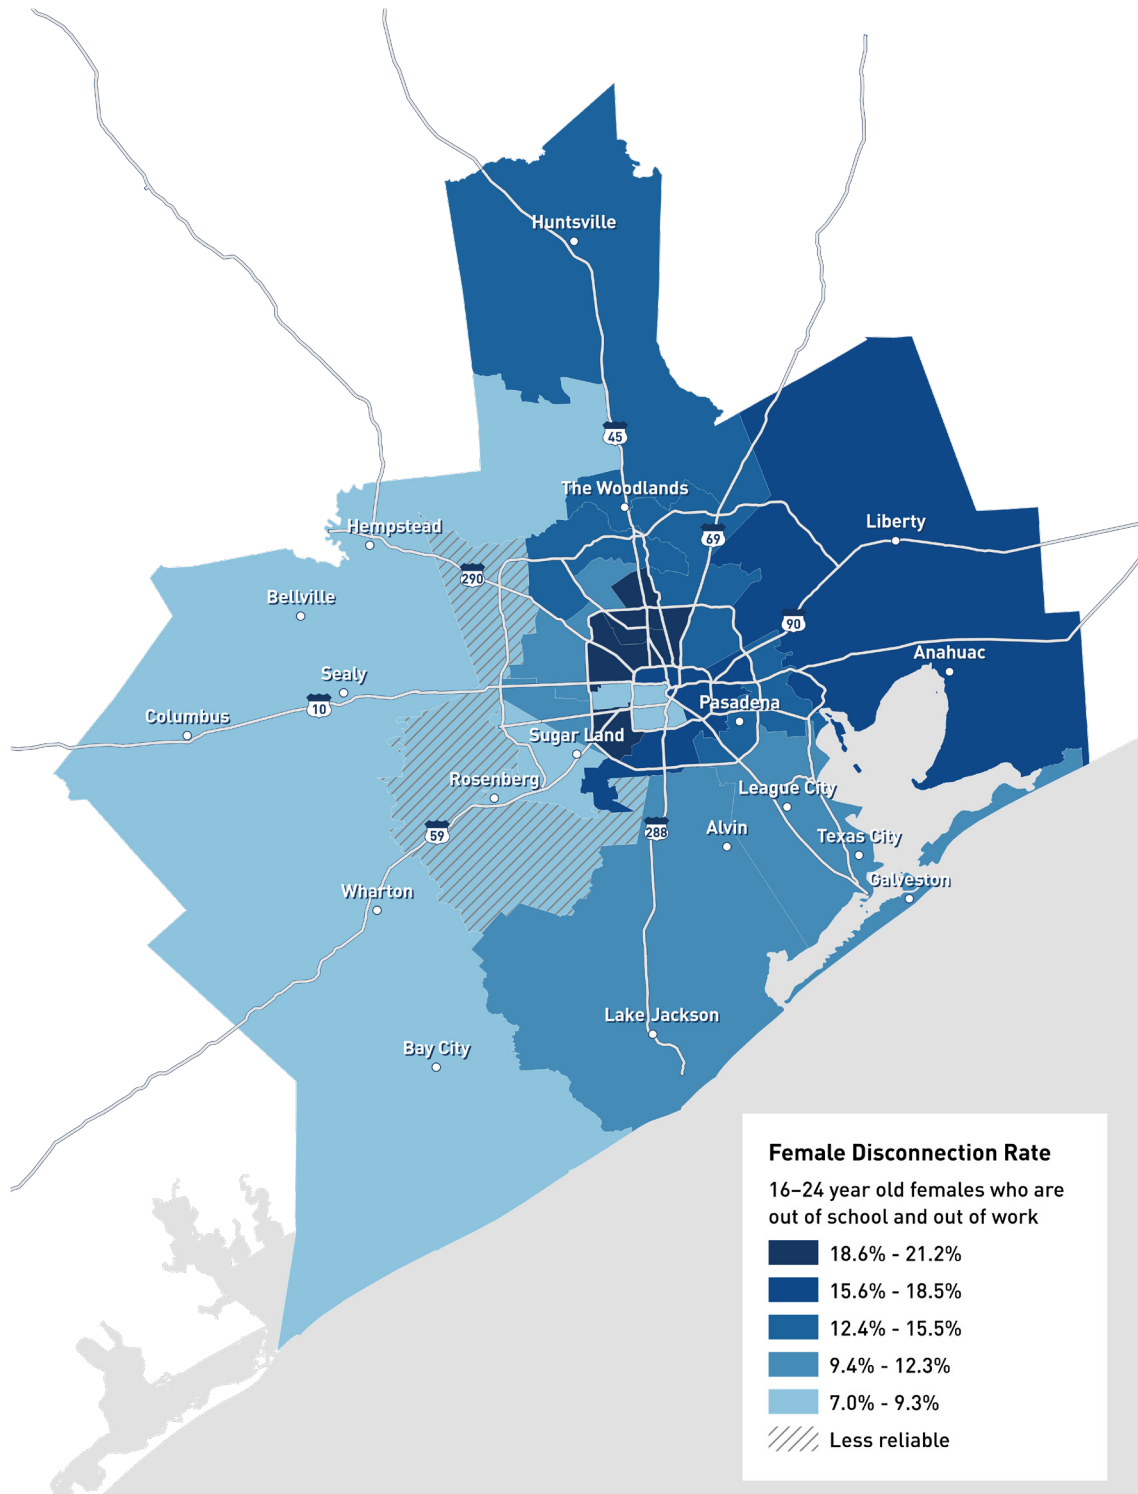 Huntsville
45
The Woodlands
69
Liberty
Hempstead
290
Bellville
90
Anahuac
Sealy
10
Columbus
Pasadena
Sugar Land
Rosenberg
League City
59
288
Alvin
Texas City
Galveston
Wharton
Lake Jackson
Bay City
Female Disconnection Rate
16–24 year old females who are
out of school and out of work
18.6% - 21.2%
15.6% - 18.5%
12.4% - 15.5%
9.4% - 12.3%
7.0% - 9.3%
Less reliable